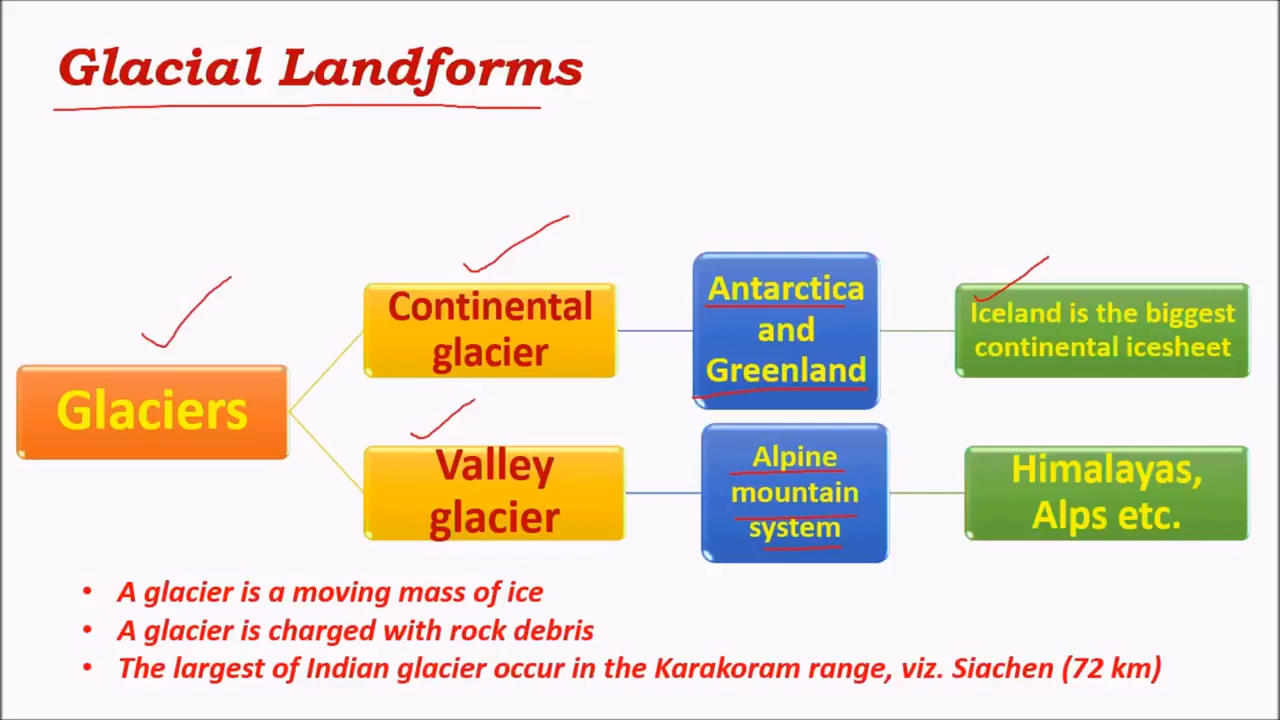 Glacial Landforms
Glaciers
Continental
glacier
Antarctica
and
Greenland
Iceland is the biggest
continental icesheet
Valley
glacier
Alpine
mountain
system
Himalayas,
Alps etc.
• A glacier is a moving mass of ice
• A glacier is charged with rock debris
• The largest of Indian glacier occur in the Karakoram range, viz. Siachen (72 km)